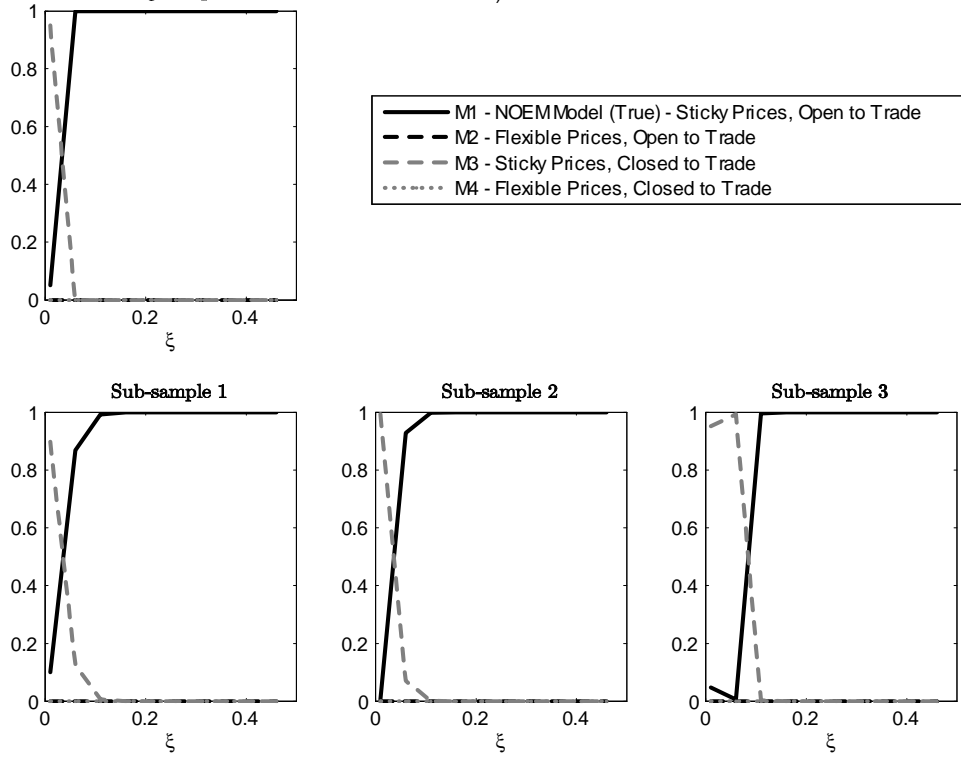 1
0.8
0.6
0.4
0.2
0
0 0.2 0.4
ξ
M1 - NOEM Model (True) - Sticky Prices, Open to Trade
M2 - Flexible Prices, Open to Trade
M3 - Sticky Prices, Closed to Trade
M4 - Flexible Prices, Closed to Trade
Sub-sample 1
1
0.8
0.6
0.4
0.2
0
0 0.2 0.4
ξ
Sub-sample 2
1
0.8
0.6
0.4
0.2
0
0 0.2 0.4
ξ
Sub-sample 3
1
0.8
0.6
0.4
0.2
0
0 0.2 0.4
ξ